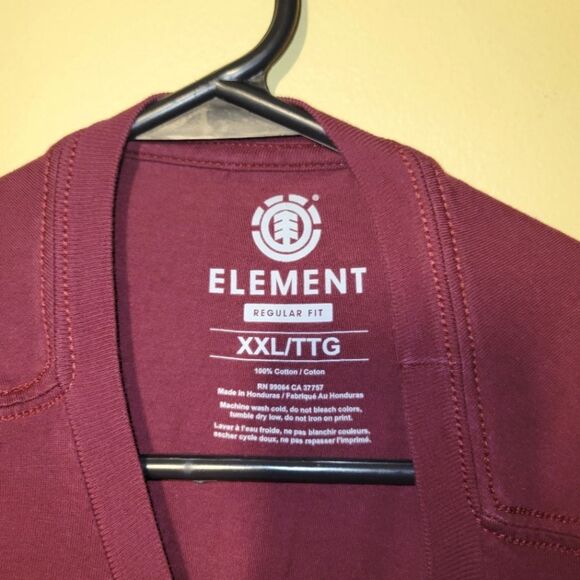 ®
ELEMENT
REGULAR FIT
XXL/TTG
100% Cotton / Coton
RN 99064 CA 37757
Made in Honduras / Fabriqué Au Honduras
Machine wash cold, do not bleach colors,
tumble dry low, do not iron on print.
Laver à l'eau froide, ne pas blanchir couleurs,
secher cycle doux, ne pas repasser l'imprimé.